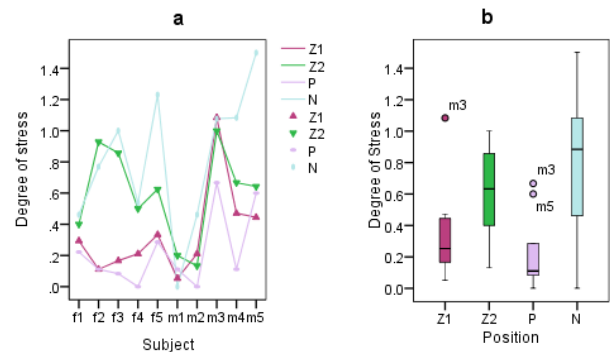 a
Degree of stress
1.4
1.2
1.0
.8
.6
.4
.2
.0
f1 f2 f3 f4 f5 m1 m2 m3 m4 m5
Subject
Z1
Z2
P
N
Z1
Z2
P
N
b
Degree of Stress
1.4
1.2
1.0
0.8
0.6
0.4
0.2
0.0
m3
m3
m5
Z1 Z2 P N
Position